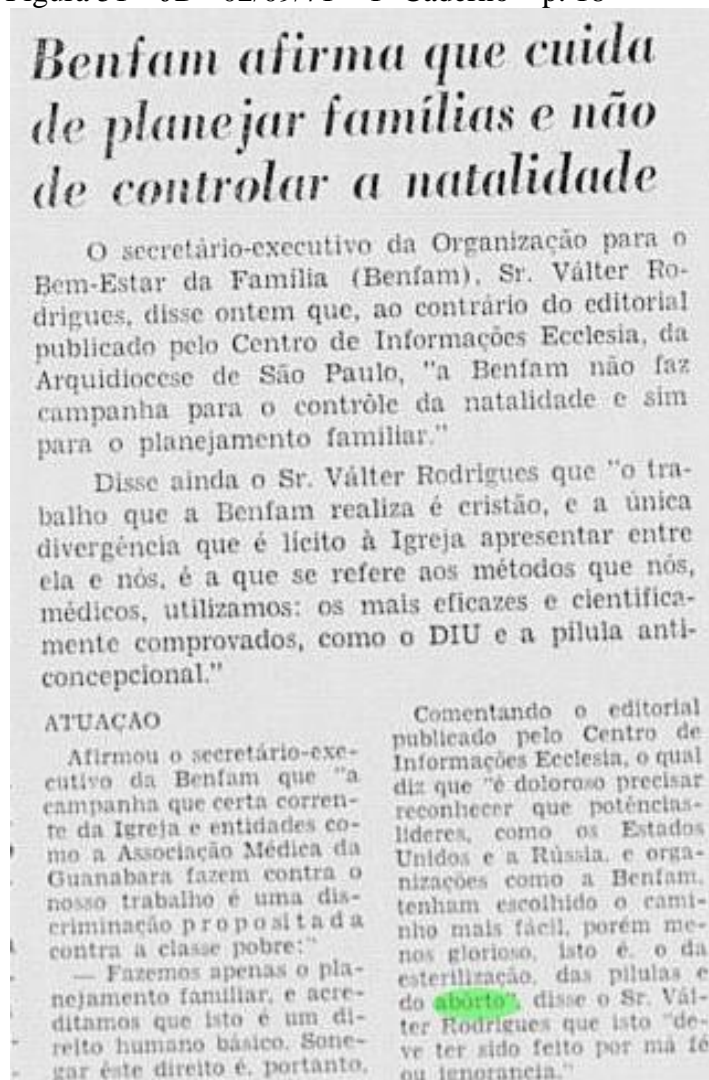 Benfam afirma que cuida
de planejar famílias e não
de controlar a natalidade
O secretário-executivo da Organização para o
Bem-Estar da Família (Benfam), Sr. Válter Ro-
drigues, disse ontem que, ao contrário do editorial
publicado pelo Centro de Informações Ecclesia, da
Arquidiocese de São Paulo, "a Benfam não faz
campanha para o contrôle da natalidade e sim
para o planejamento familiar."
Disse ainda o Sr. Válter Rodrigues que "o tra-
balho que a Benfam realiza é cristão, e a única
divergência que é lícito à Igreja apresentar entre
ela e nós, é a que se refere aos métodos que nós,
médicos, utilizamos: os mais eficazes e cientifica-
mente comprovados, como o DIU e a pílula anti-
concepcional."
ATUAÇAO
Afirmou o secretário-exe-
cutivo da Benfam que "a
campanha que certa corren-
te da Igreja e entidades co-
mo a Associação Médica da
Guanabara fazem contra o
nosso trabalho é uma dis-
criminação propositada
contra a classe pobre:"
— Fazemos apenas o pla-
nejamento familiar, e acre-
ditamos que isto é um di-
reito humano básico. Sone-
gar êste direito é, portanto,
Comentando o editorial
publicado pelo Centro de
Informações Ecclesia, o qual
diz que "é doloroso precisar
reconhecer que potências-
líderes, como os Estados
Unidos e a Rússia, e orga-
nizações como a Benfam,
tenham escolhido o cami-
nho mais fácil, porém me-
nos glorioso, isto é, o da
esterilização, das pílulas e
do abôrto", disse o Sr. Vál-
ter Rodrigues que isto "de-
ve ter sido feito por má fé
ou ignorancia."